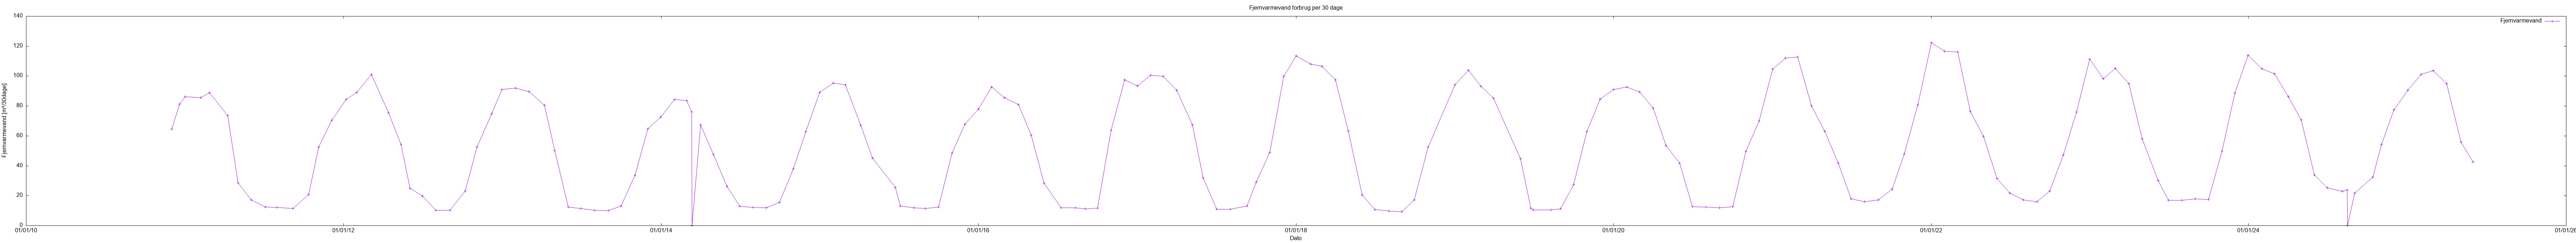 Fjernvarmevand forbrug per 30 dage
Fjernvarmevand
Fjernvarmevand [m³/30dage]
140
120
100
80
60
40
20
0
01/01/10 01/01/12 01/01/14 01/01/16 01/01/18 01/01/20 01/01/22 01/01/24 01/01/26
Dato